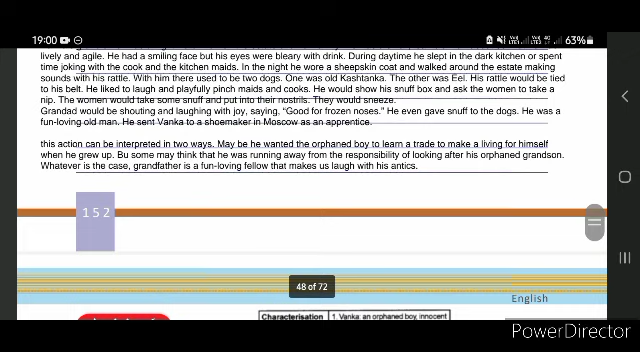 19:00 63%
lively and agile. He had a smiling face but his eyes were bleary with drink. During daytime he slept in the dark kitchen or spent
time joking with the cook and the kitchen maids. In the night he wore a sheepskin coat and walked around the estate making
sounds with his rattle. With him there used to be two dogs. One was old Kashtanka. The other was Eel. His rattle would be tied
to his belt. He liked to laugh and playfully pinch maids and cooks. He would show his snuff box and ask the women to take a
nip. The women would take some snuff and put into their nostrils. They would sneeze.
Grandad would be shouting and laughing with joy, saying, “Good for frozen noses.” He even gave snuff to the dogs. He was a
fun-loving old man. He sent Vanka to a shoemaker in Moscow as an apprentice.
this action can be interpreted in two ways. May be he wanted the orphaned boy to learn a trade to make a living for himself
when he grew up. Bu some may think that he was running away from the responsibility of looking after his orphaned grandson.
Whatever is the case, grandfather is a fun-loving fellow that makes us laugh with his antics.
152
48 of 72
English
Characterisation 1. Vanka: an orphaned boy, innocent
PowerDirector